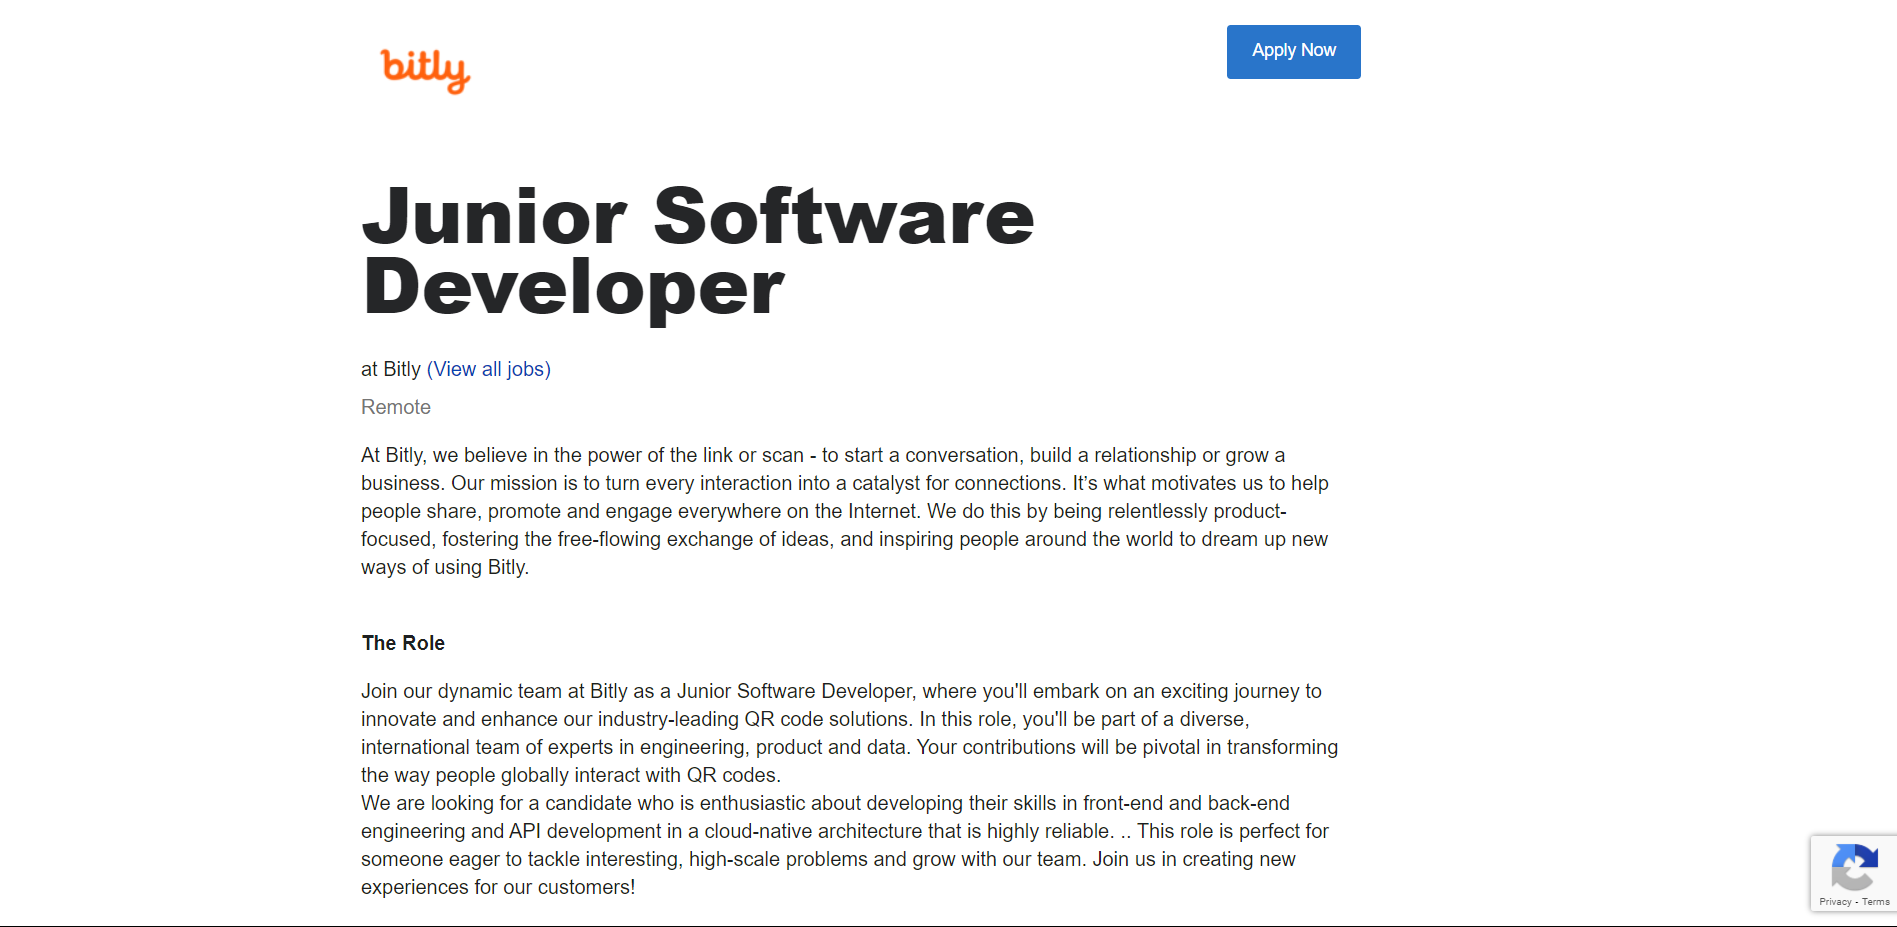 bitly
Apply Now
Junior Software
Developer
at Bitly (View all jobs)
Remote
At Bitly, we believe in the power of the link or scan - to start a conversation, build a relationship or grow a
business. Our mission is to turn every interaction into a catalyst for connections. It’s what motivates us to help
people share, promote and engage everywhere on the Internet. We do this by being relentlessly product-
focused, fostering the free-flowing exchange of ideas, and inspiring people around the world to dream up new
ways of using Bitly.
The Role
Join our dynamic team at Bitly as a Junior Software Developer, where you'll embark on an exciting journey to
innovate and enhance our industry-leading QR code solutions. In this role, you'll be part of a diverse,
international team of experts in engineering, product and data. Your contributions will be pivotal in transforming
the way people globally interact with QR codes.
We are looking for a candidate who is enthusiastic about developing their skills in front-end and back-end
engineering and API development in a cloud-native architecture that is highly reliable. .. This role is perfect for
someone eager to tackle interesting, high-scale problems and grow with our team. Join us in creating new
experiences for our customers!
Privacy - Terms